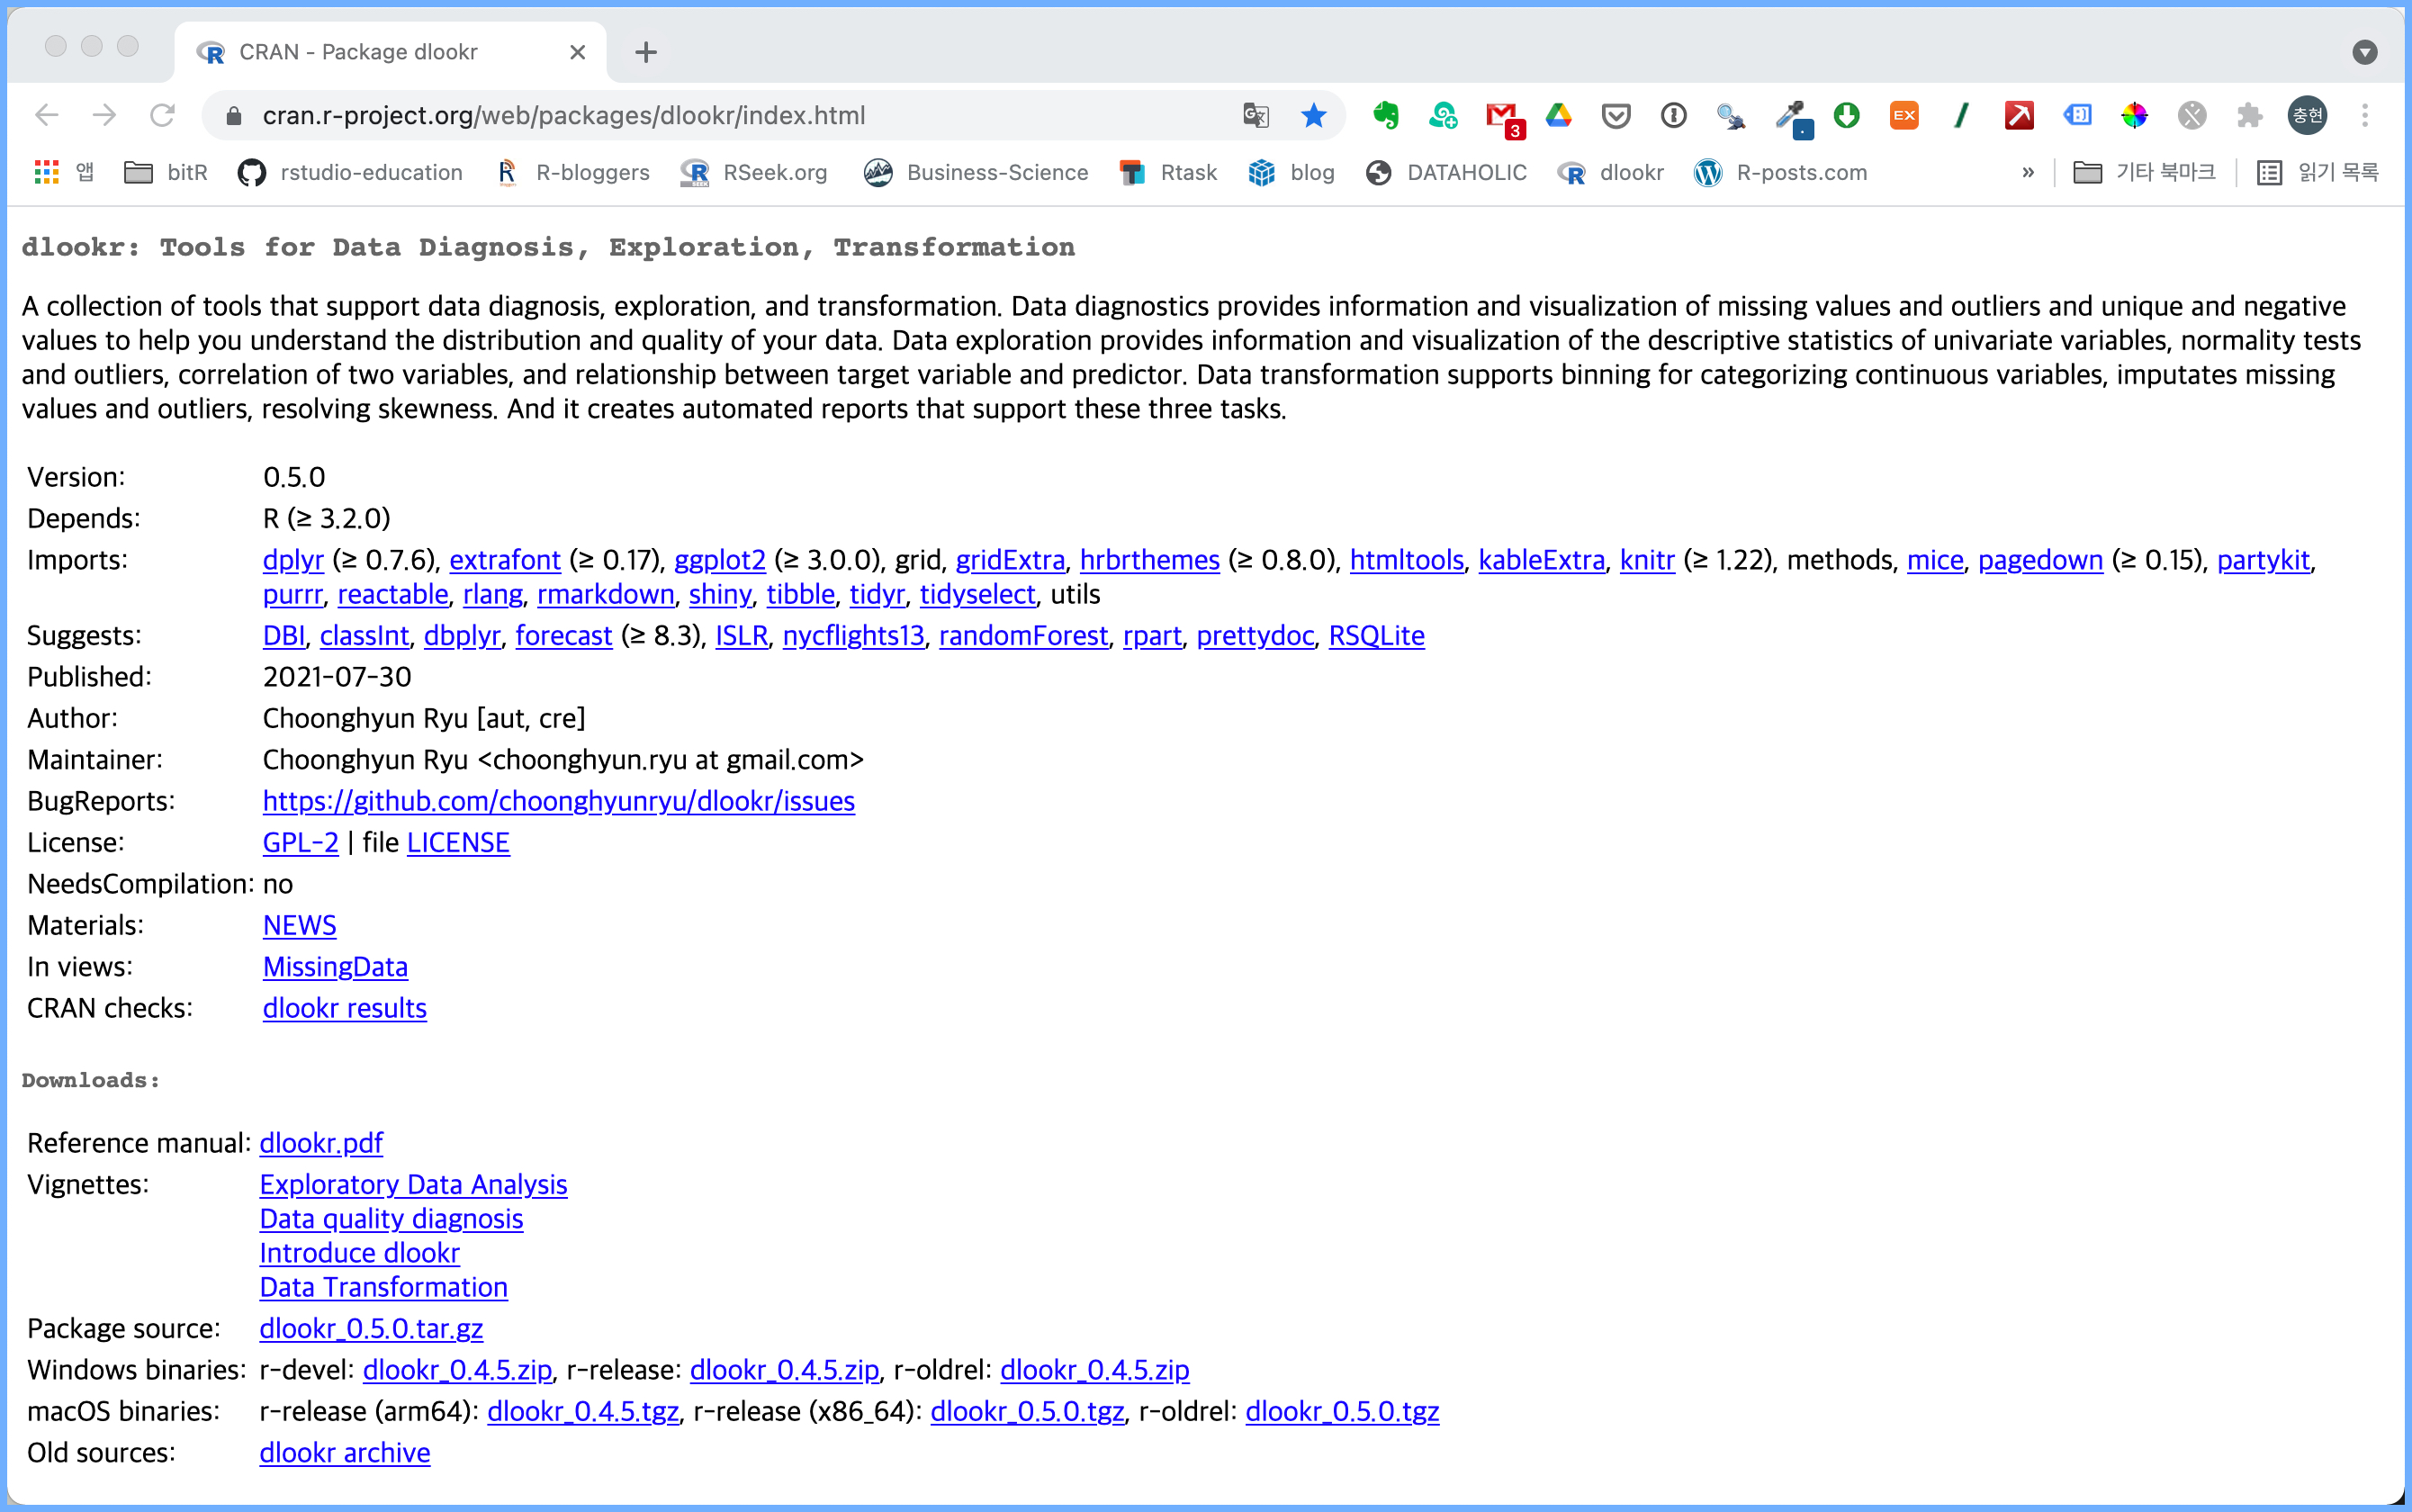 CRAN - Package dlookr
cran.r-project.org/web/packages/dlookr/index.html
3
EX
충현
앱 bitR rstudio-education R-bloggers RSeek.org Business-Science Rtask blog DATAHOLIC dlookr R-posts.com » 기타 북마크 읽기 목록
dlookr: Tools for Data Diagnosis, Exploration, Transformation
A collection of tools that support data diagnosis, exploration, and transformation. Data diagnostics provides information and visualization of missing values and outliers and unique and negative
values to help you understand the distribution and quality of your data. Data exploration provides information and visualization of the descriptive statistics of univariate variables, normality tests
and outliers, correlation of two variables, and relationship between target variable and predictor. Data transformation supports binning for categorizing continuous variables, imputates missing
values and outliers, resolving skewness. And it creates automated reports that support these three tasks.
Version: 0.5.0
Depends: R (≥ 3.2.0)
Imports: dplyr (≥ 0.7.6), extrafont (≥ 0.17), ggplot2 (≥ 3.0.0), grid, gridExtra, hrbrthemes (≥ 0.8.0), htmltools, kableExtra, knitr (≥ 1.22), methods, mice, pagedown (≥ 0.15), partykit,
purrr, reactable, rlang, rmarkdown, shiny, tibble, tidyr, tidyselect, utils
Suggests: DBI, classInt, dbplyr, forecast (≥ 8.3), ISLR, nycflights13, randomForest, rpart, prettydoc, RSQLite
Published: 2021-07-30
Author: Choonghyun Ryu [aut, cre]
Maintainer: Choonghyun Ryu <choonghyun.ryu at gmail.com>
BugReports: https://github.com/choonghyunryu/dlookr/issues
License: GPL-2 | file LICENSE
NeedsCompilation: no
Materials: NEWS
In views: MissingData
CRAN checks: dlookr results
Downloads:
Reference manual: dlookr.pdf
Vignettes: Exploratory Data Analysis
Data quality diagnosis
Introduce dlookr
Data Transformation
Package source: dlookr_0.5.0.tar.gz
Windows binaries: r-devel: dlookr_0.4.5.zip, r-release: dlookr_0.4.5.zip, r-oldrel: dlookr_0.4.5.zip
macOS binaries: r-release (arm64): dlookr_0.4.5.tgz, r-release (x86_64): dlookr_0.5.0.tgz, r-oldrel: dlookr_0.5.0.tgz
Old sources: dlookr archive